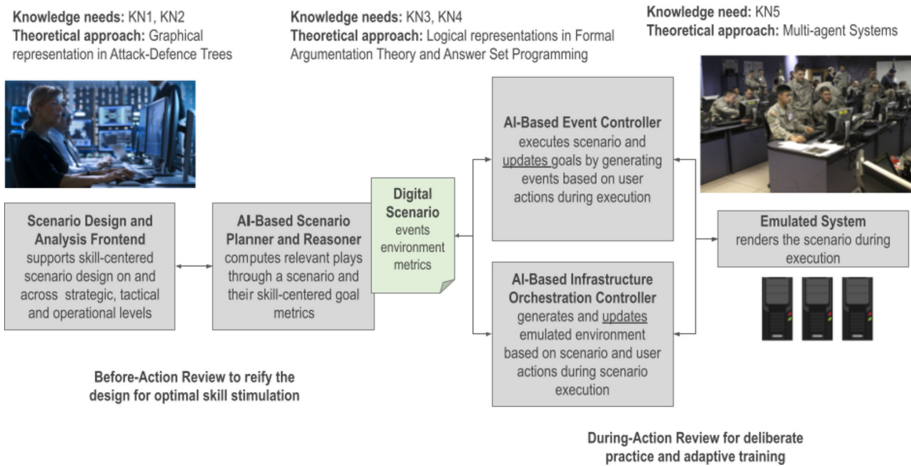 Knowledge needs: KN1, KN2
Theoretical approach: Graphical
representation in Attack-Defence Trees
Knowledge needs: KN3, KN4
Theoretical approach: Logical representations in Formal
Argumentation Theory and Answer Set Programming
Knowledge need: KN5
Theoretical approach: Multi-agent Systems
Scenario Design and
Analysis Frontend
supports skill-centered
scenario design on and
across strategic, tactical
and operational levels
AI-Based Scenario
Planner and Reasoner
computes relevant plays
through a scenario and
their skill-centered goal
metrics
Digital
Scenario
events
environment
metrics
AI-Based Event Controller
executes scenario and
updates goals by generating
events based on user
actions during execution
AI-Based Infrastructure
Orchestration Controller
generates and updates
emulated environment
based on scenario and user
actions during scenario
execution
Emulated System
renders the scenario during
execution
Before-Action Review to reify the
design for optimal skill stimulation
During-Action Review for deliberate
practice and adaptive training